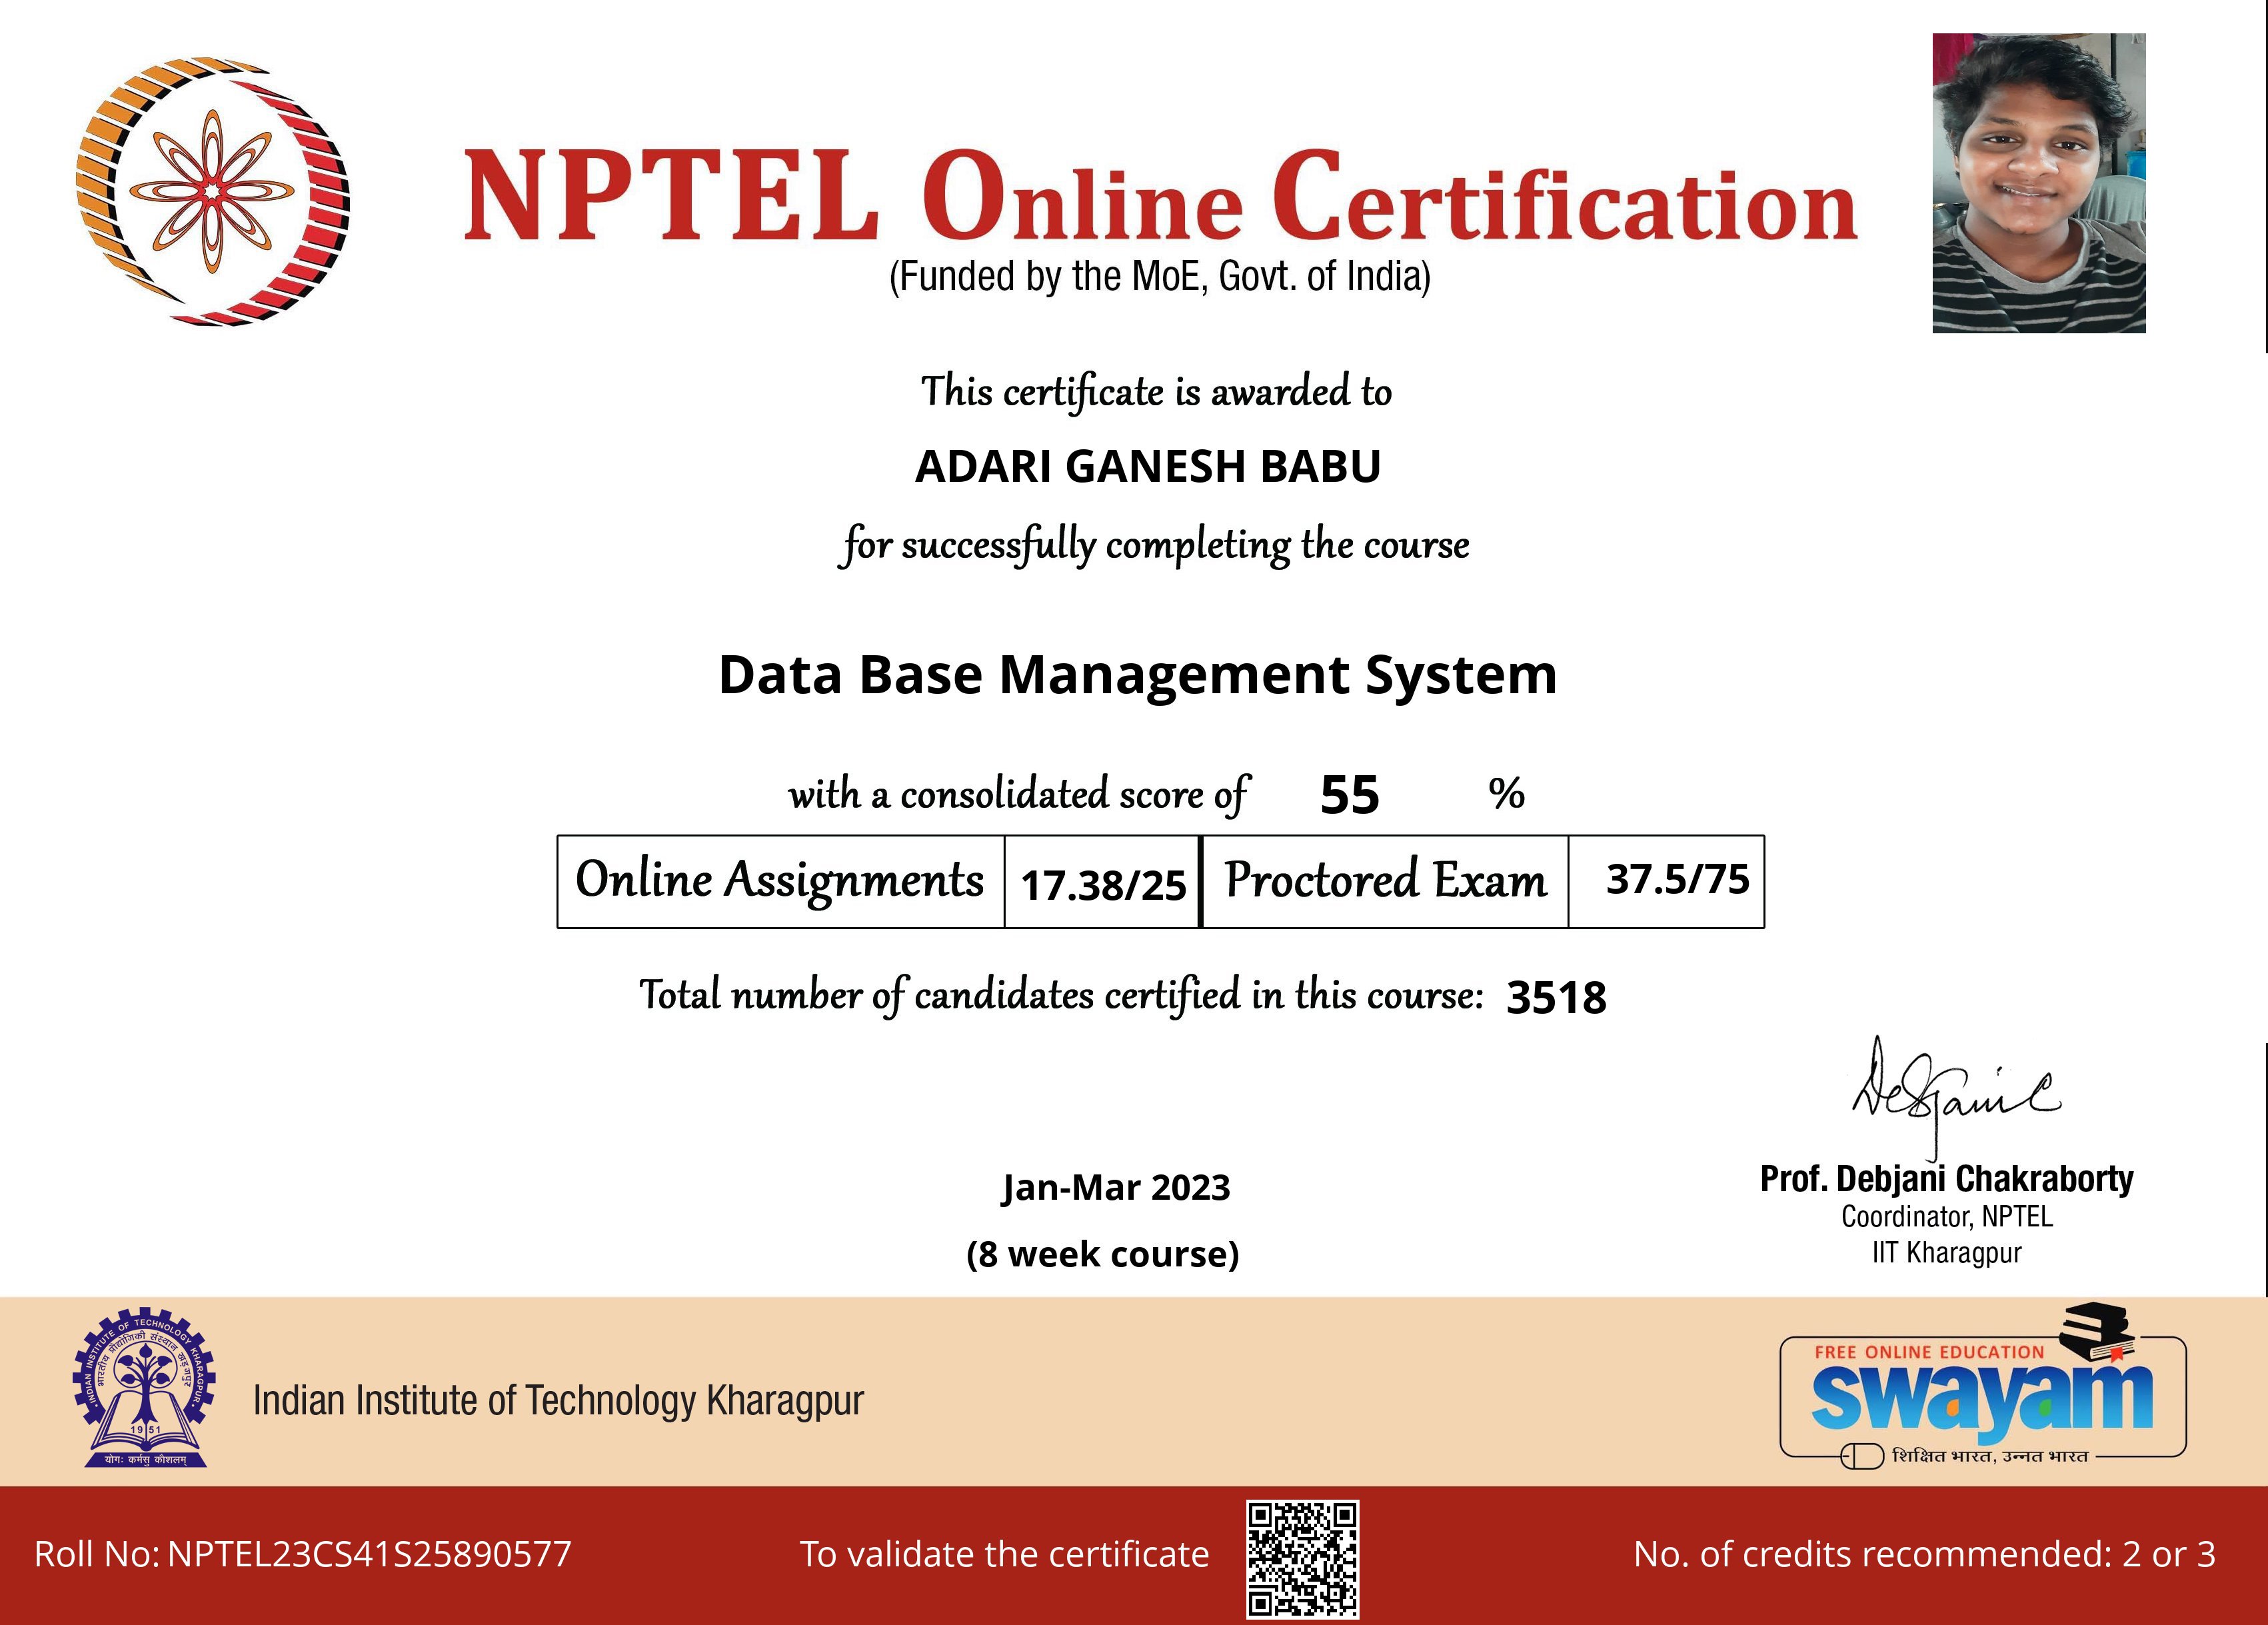 NPTEL Online Certification
(Funded by the MoE, Govt. of India)
This certificate is awarded to
ADARI GANESH BABU
for successfully completing the course
Data Base Management System
with a consolidated score of 55 %
Online Assignments 17.38/25 Proctored Exam 37.5/75
Total number of candidates certified in this course: 3518
Debjani C
Prof. Debjani Chakraborty
Coordinator, NPTEL
IIT Kharagpur
Jan-Mar 2023
(8 week course)
INDIAN INSTITUTE OF TECHNOLOGY KHARAGPUR
भारतीय प्रौद्योगिकी संस्थान खड़गपुर
1951
योगः कर्मसु कौशलम्
Indian Institute of Technology Kharagpur
FREE ONLINE EDUCATION
swayam
शिक्षित भारत, उन्नत भारत
Roll No: NPTEL23CS41S25890577
To validate the certificate
No. of credits recommended: 2 or 3